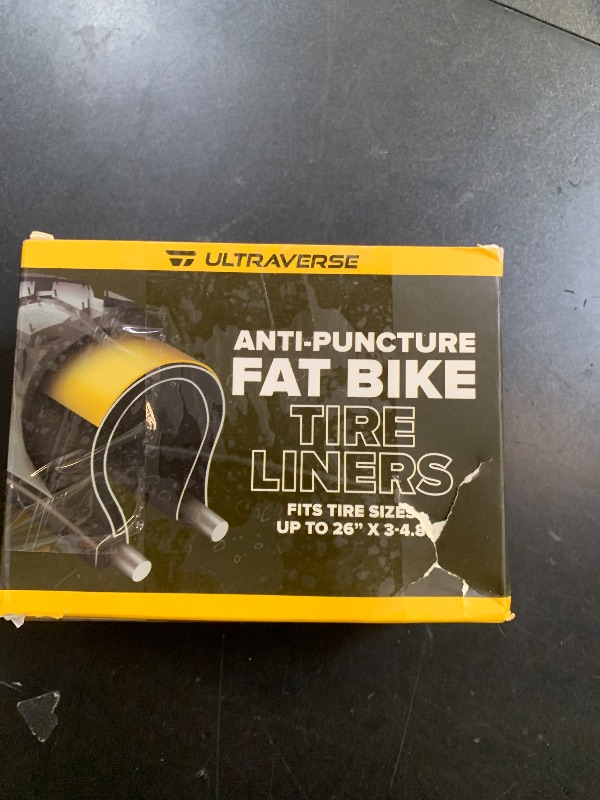 ULTRAVERSE
ANTI-PUNCTURE
FAT BIKE
TIRE
LINERS
FITS TIRE SIZES
UP TO 26" X 3-4.8